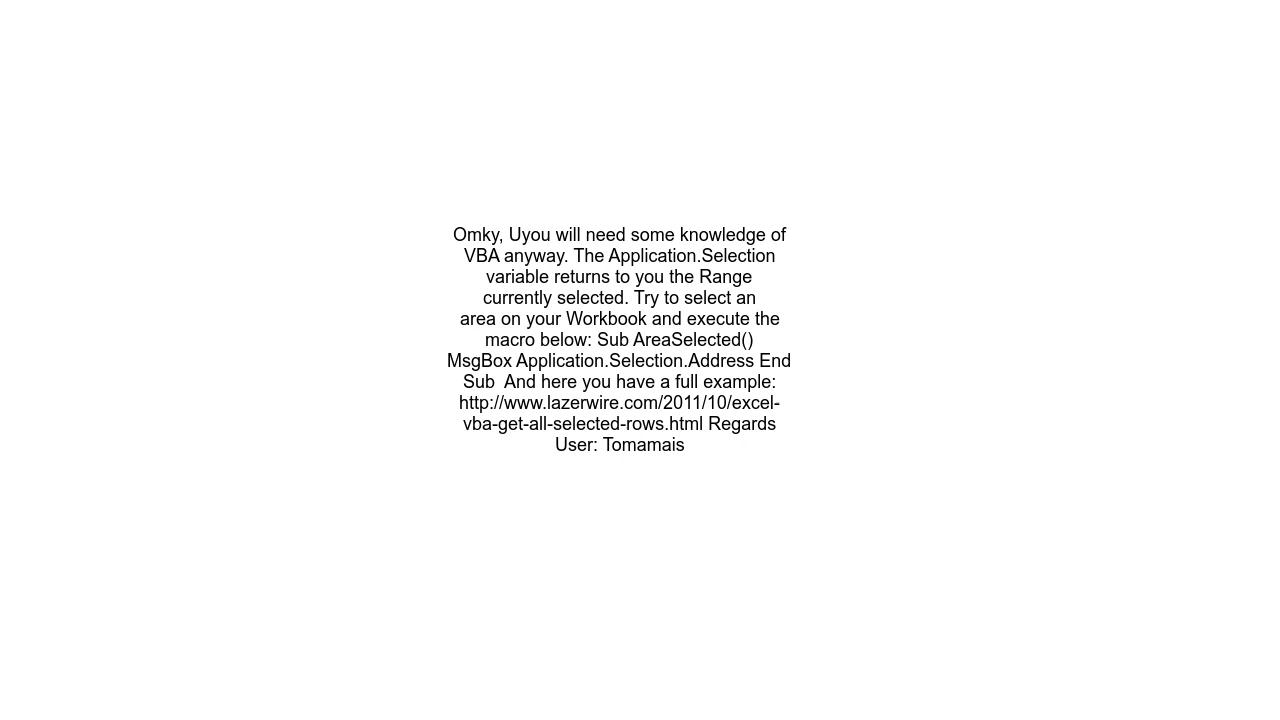 Omky, Uyou will need some knowledge of
VBA anyway. The Application.Selection
variable returns to you the Range
currently selected. Try to select an
area on your Workbook and execute the
macro below: Sub AreaSelected()
MsgBox Application.Selection.Address End
Sub  And here you have a full example:
http://www.lazerwire.com/2011/10/excel-
vba-get-all-selected-rows.html Regards
User: Tomamais